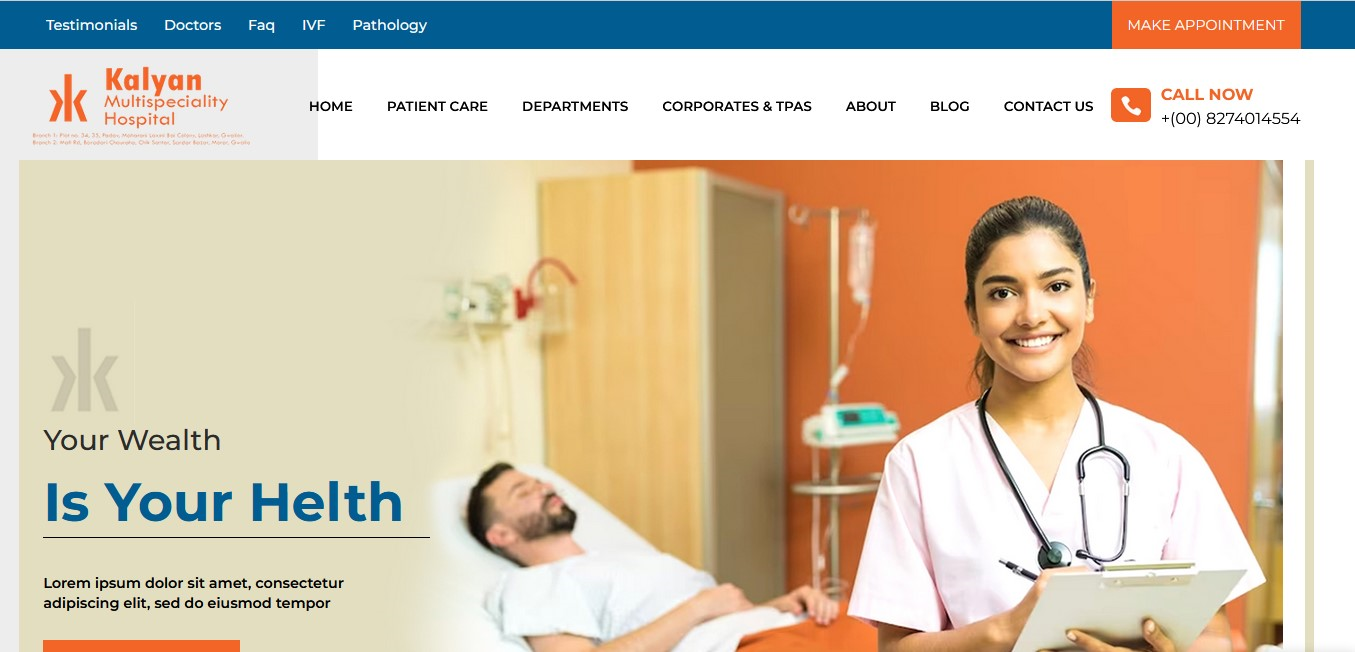 Testimonials Doctors Faq IVF Pathology MAKE APPOINTMENT
Kalyan
Multispeciality
Hospital
HOME PATIENT CARE DEPARTMENTS CORPORATES & TPAS ABOUT BLOG CONTACT US
CALL NOW
+(00) 8274014554
Your Wealth
Is Your Helth
Lorem ipsum dolor sit amet, consectetur
adipiscing elit, sed do eiusmod tempor